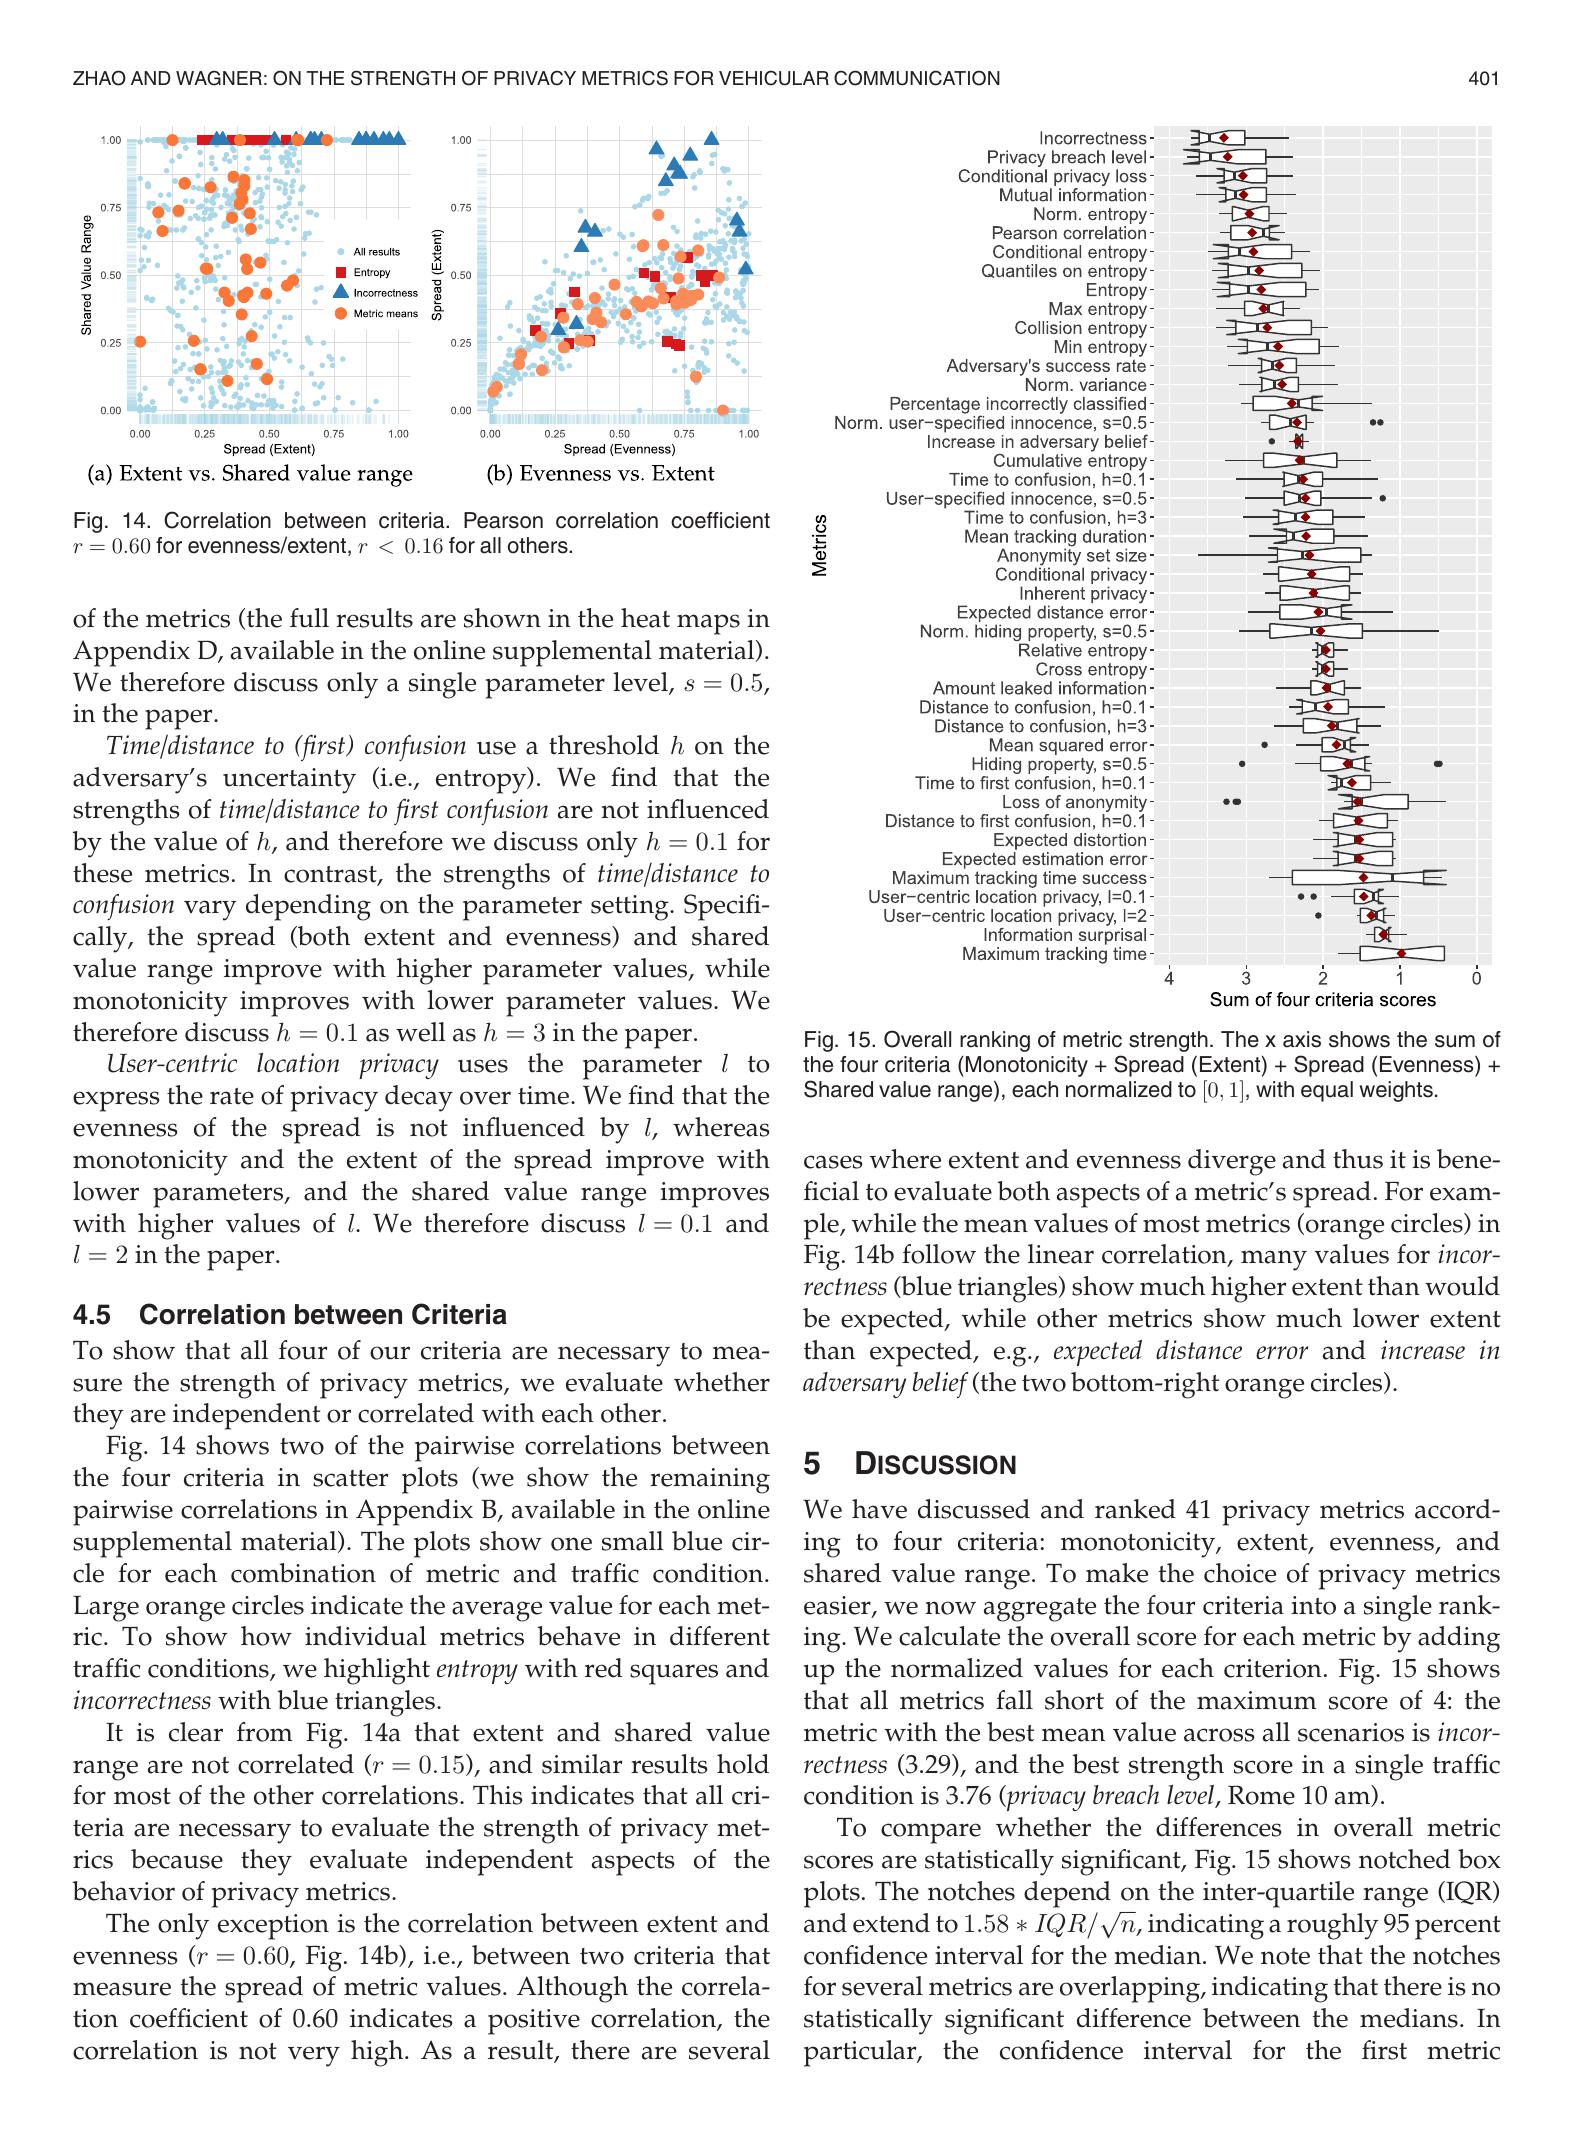 ZHAO AND WAGNER: ON THE STRENGTH OF PRIVACY METRICS FOR VEHICULAR COMMUNICATION
401
Shared Value Range
1.00
0.75
0.50
0.25
0.00
0.00 0.25 0.50 0.75 1.00
Spread (Extent)
All results
Entropy
Incorrectness
Metric means
(a) Extent vs. Shared value range
Spread (Extent)
1.00
0.75
0.50
0.25
0.00
0.00 0.25 0.50 0.75 1.00
Spread (Evenness)
(b) Evenness vs. Extent
Fig. 14. Correlation between criteria. Pearson correlation coefficient
r = 0.60 for evenness/extent, r < 0.16 for all others.
of the metrics (the full results are shown in the heat maps in
Appendix D, available in the online supplemental material).
We therefore discuss only a single parameter level, s = 0.5,
in the paper.
Time/distance to (first) confusion use a threshold h on the
adversary's uncertainty (i.e., entropy). We find that the
strengths of time/distance to first confusion are not influenced
by the value of h, and therefore we discuss only h = 0.1 for
these metrics. In contrast, the strengths of time/distance to
confusion vary depending on the parameter setting. Specifi-
cally, the spread (both extent and evenness) and shared
value range improve with higher parameter values, while
monotonicity improves with lower parameter values. We
therefore discuss h = 0.1 as well as h = 3 in the paper.
User-centric location privacy uses the parameter l to
express the rate of privacy decay over time. We find that the
evenness of the spread is not influenced by l, whereas
monotonicity and the extent of the spread improve with
lower parameters, and the shared value range improves
with higher values of l. We therefore discuss l = 0.1 and
l = 2 in the paper.
4.5 Correlation between Criteria
To show that all four of our criteria are necessary to mea-
sure the strength of privacy metrics, we evaluate whether
they are independent or correlated with each other.
Fig. 14 shows two of the pairwise correlations between
the four criteria in scatter plots (we show the remaining
pairwise correlations in Appendix B, available in the online
supplemental material). The plots show one small blue cir-
cle for each combination of metric and traffic condition.
Large orange circles indicate the average value for each met-
ric. To show how individual metrics behave in different
traffic conditions, we highlight entropy with red squares and
incorrectness with blue triangles.
It is clear from Fig. 14a that extent and shared value
range are not correlated (r = 0.15), and similar results hold
for most of the other correlations. This indicates that all cri-
teria are necessary to evaluate the strength of privacy met-
rics because they evaluate independent aspects of the
behavior of privacy metrics.
The only exception is the correlation between extent and
evenness (r = 0.60, Fig. 14b), i.e., between two criteria that
measure the spread of metric values. Although the correla-
tion coefficient of 0.60 indicates a positive correlation, the
correlation is not very high. As a result, there are several
Metrics
Incorrectness
Privacy breach level
Conditional privacy loss
Mutual information
Norm. entropy
Pearson correlation
Conditional entropy
Quantiles on entropy
Entropy
Max entropy
Collision entropy
Min entropy
Adversary's success rate
Norm. variance
Percentage incorrectly classified
Norm. user−specified innocence, s=0.5
Increase in adversary belief
Cumulative entropy
Time to confusion, h=0.1
User−specified innocence, s=0.5
Time to confusion, h=3
Mean tracking duration
Anonymity set size
Conditional privacy
Inherent privacy
Expected distance error
Norm. hiding property, s=0.5
Relative entropy
Cross entropy
Amount leaked information
Distance to confusion, h=0.1
Distance to confusion, h=3
Mean squared error
Hiding property, s=0.5
Time to first confusion, h=0.1
Loss of anonymity
Distance to first confusion, h=0.1
Expected distortion
Expected estimation error
Maximum tracking time success
User−centric location privacy, l=0.1
User−centric location privacy, l=2
Information surprisal
Maximum tracking time
4 3 2 1 0
Sum of four criteria scores
Fig. 15. Overall ranking of metric strength. The x axis shows the sum of
the four criteria (Monotonicity + Spread (Extent) + Spread (Evenness) +
Shared value range), each normalized to [0, 1], with equal weights.
cases where extent and evenness diverge and thus it is bene-
ficial to evaluate both aspects of a metric's spread. For exam-
ple, while the mean values of most metrics (orange circles) in
Fig. 14b follow the linear correlation, many values for incor-
rectness (blue triangles) show much higher extent than would
be expected, while other metrics show much lower extent
than expected, e.g., expected distance error and increase in
adversary belief (the two bottom-right orange circles).
5 DISCUSSION
We have discussed and ranked 41 privacy metrics accord-
ing to four criteria: monotonicity, extent, evenness, and
shared value range. To make the choice of privacy metrics
easier, we now aggregate the four criteria into a single rank-
ing. We calculate the overall score for each metric by adding
up the normalized values for each criterion. Fig. 15 shows
that all metrics fall short of the maximum score of 4: the
metric with the best mean value across all scenarios is incor-
rectness (3.29), and the best strength score in a single traffic
condition is 3.76 (privacy breach level, Rome 10 am).
To compare whether the differences in overall metric
scores are statistically significant, Fig. 15 shows notched box
plots. The notches depend on the inter-quartile range (IQR)
and extend to 1.58 ∗ IQR/√n, indicating a roughly 95 percent
confidence interval for the median. We note that the notches
for several metrics are overlapping, indicating that there is no
statistically significant difference between the medians. In
particular, the confidence interval for the first metric